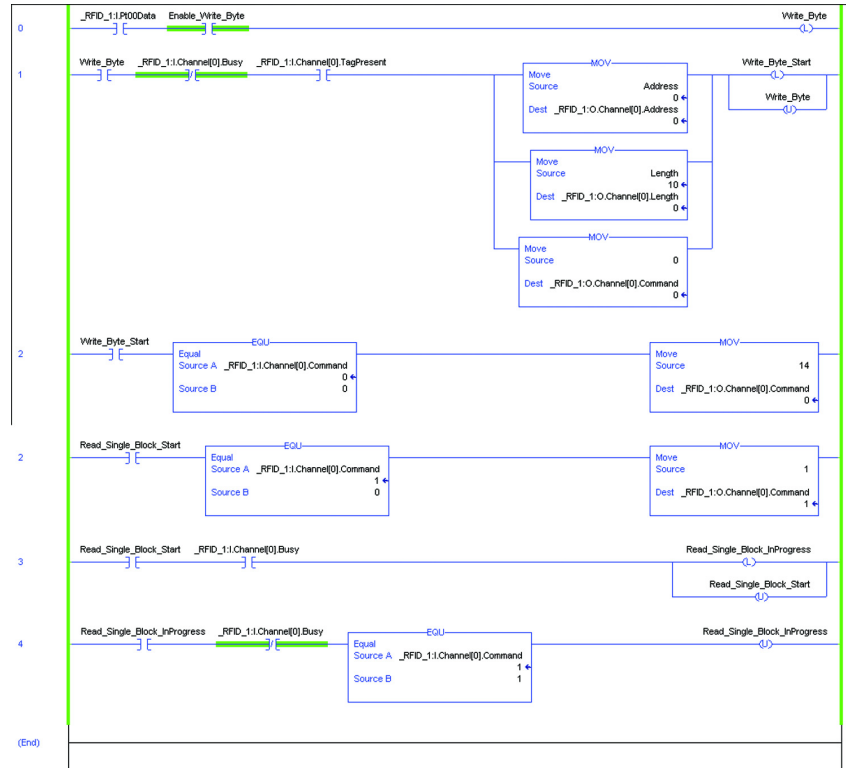 _RFID_1:I.Pt00Data Enable_Write_Byte Write_Byte
0
(L)
Write_Byte _RFID_1:I.Channel[0].Busy _RFID_1:I.Channel[0].TagPresent MOV Write_Byte_Start
1
Move
(L)
Source Address
0
Write_Byte
Dest _RFID_1:O.Channel[0].Address
(U)
0
MOV
Move
Source Length
10
Dest _RFID_1:O.Channel[0].Length
0
MOV
Move
Source 0
Dest _RFID_1:O.Channel[0].Command
0
Write_Byte_Start EQU MOV
2
Equal Move
Source A _RFID_1:I.Channel[0].Command Source 14
0
Source B 0 Dest _RFID_1:O.Channel[0].Command
0
Read_Single_Block_Start EQU MOV
2
Equal Move
Source A _RFID_1:I.Channel[0].Command Source 1
1
Source B 0 Dest _RFID_1:O.Channel[0].Command
1
Read_Single_Block_Start _RFID_1:I.Channel[0].Busy Read_Single_Block_InProgress
3
(L)
Read_Single_Block_Start
(U)
Read_Single_Block_InProgress _RFID_1:I.Channel[0].Busy EQU Read_Single_Block_InProgress
4
Equal
(U)
Source A _RFID_1:I.Channel[0].Command
1
Source B 1
(End)